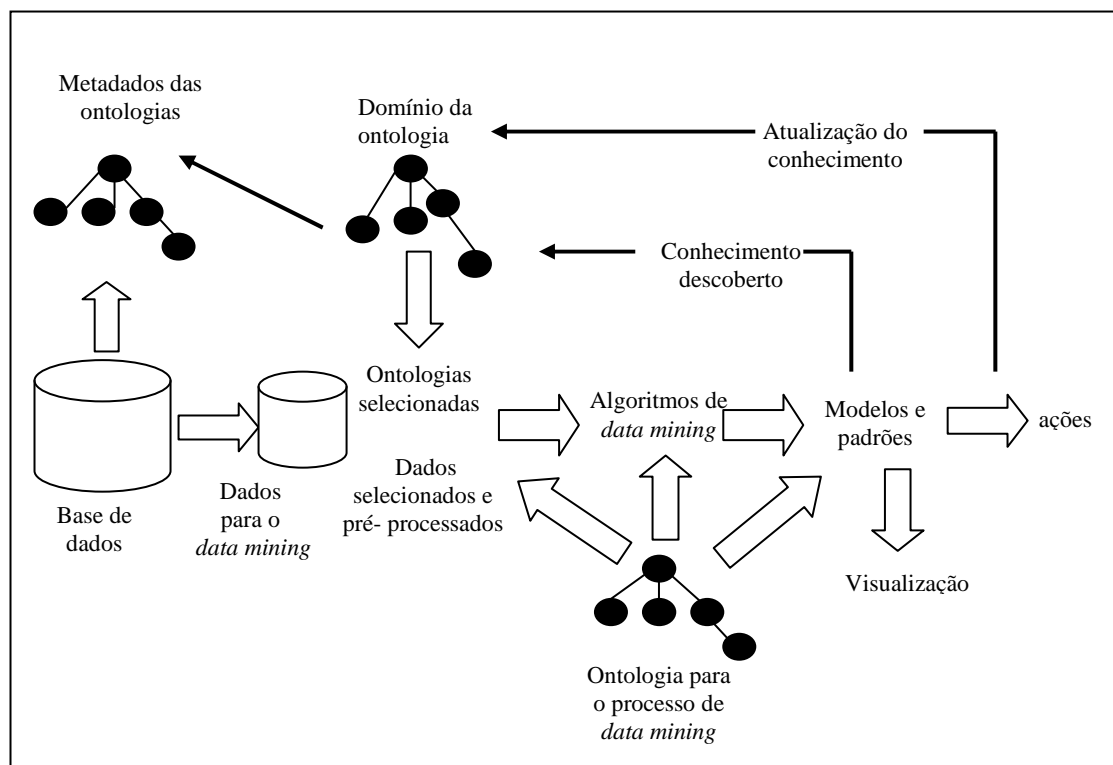 Metadados das
ontologias
Domínio da
ontologia
Atualização do
conhecimento
Conhecimento
descoberto
Ontologias
selecionadas
Algoritmos de
data mining
Modelos e
padrões
ações
Dados
selecionados e
pré- processados
Dados
para o
data mining
Base de
dados
Visualização
Ontologia para
o processo de
data mining